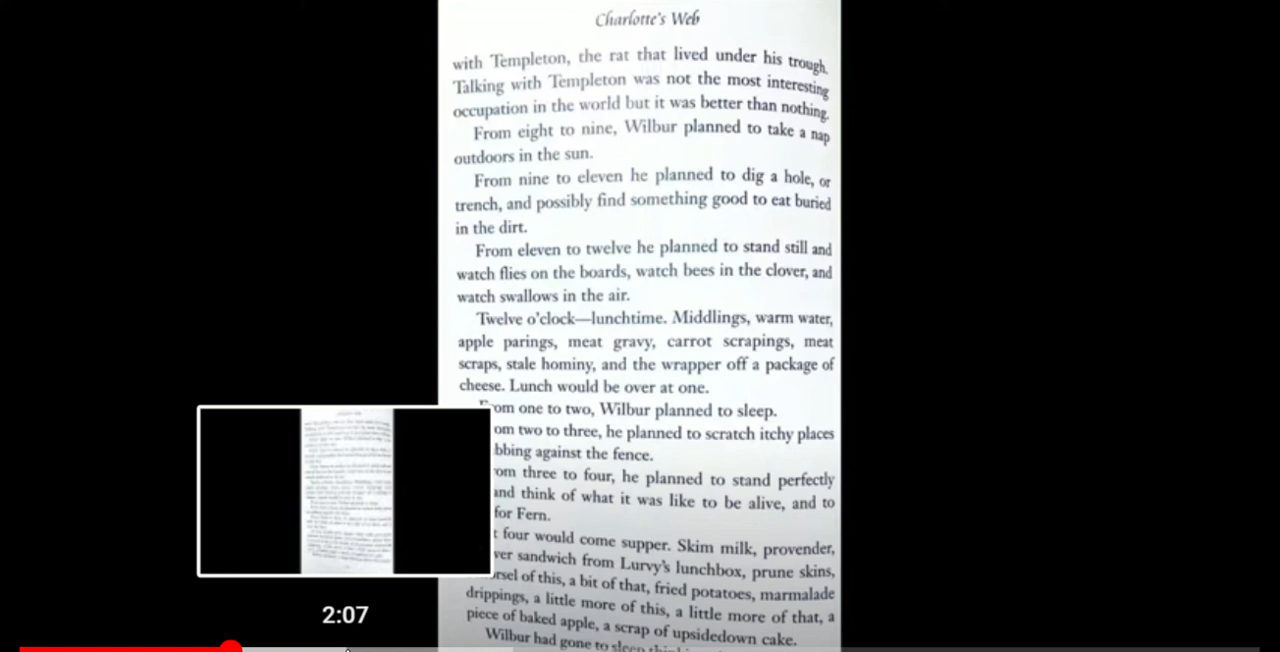 Charlotte's Web
with Templeton, the rat that lived under his trough.
Talking with Templeton was not the most interesting
occupation in the world but it was better than nothing.
From eight to nine, Wilbur planned to take a nap
outdoors in the sun.
From nine to eleven he planned to dig a hole, or
trench, and possibly find something good to eat buried
in the dirt.
From eleven to twelve he planned to stand still and
watch flies on the boards, watch bees in the clover, and
watch swallows in the air.
Twelve o'clock—lunchtime. Middlings, warm water,
apple parings, meat gravy, carrot scrapings, meat
scraps, stale hominy, and the wrapper off a package of
cheese. Lunch would be over at one.
From one to two, Wilbur planned to sleep.
om two to three, he planned to scratch itchy places
bbing against the fence.
om three to four, he planned to stand perfectly
and think of what it was like to be alive, and to
for Fern.
t four would come supper. Skim milk, provender,
ver sandwich from Lurvy's lunchbox, prune skins,
orsel of this, a bit of that, fried potatoes, marmalade
drippings, a little more of this, a little more of that, a
piece of baked apple, a scrap of upsidedown cake.
Wilbur had gone to sleep
2:07